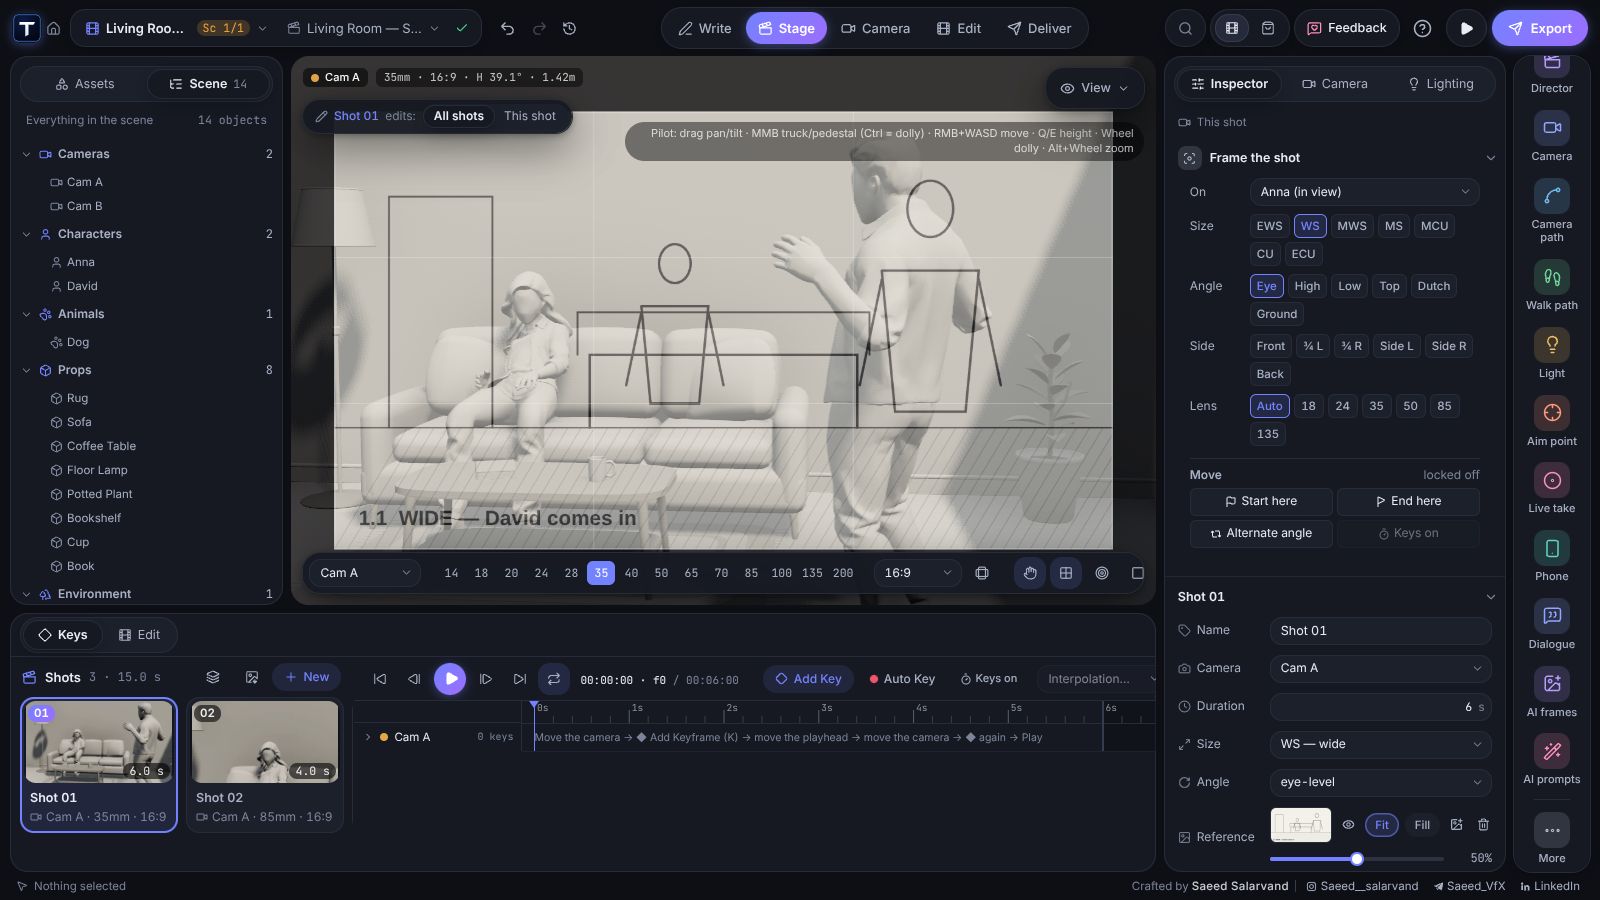 T
Living Roo...
Sc 1/1
Living Room — S...
Write
Stage
Camera
Edit
Deliver
Feedback
Export
Assets
Scene 14
Everything in the scene
14 objects
Cameras 2
Cam A
Cam B
Characters 2
Anna
David
Animals 1
Dog
Props 8
Rug
Sofa
Coffee Table
Floor Lamp
Potted Plant
Bookshelf
Cup
Book
Environment 1
Cam A
35mm · 16:9 · H 39.1° · 1.42m
View
Shot 01 edits: All shots This shot
Pilot: drag pan/tilt · MMB truck/pedestal (Ctrl = dolly) · RMB+WASD move · Q/E height · Wheel
dolly · Alt+Wheel zoom
1.1 WIDE — David comes in
Cam A
14 18 20 24 28 35 40 50 65 70 85 100 135 200
16:9
Keys
Edit
Shots 3 · 15.0 s
New
00:00:00 · f0 / 00:06:00
Add Key
Auto Key
Keys on
Interpolation...
01
6.0 s
Shot 01
Cam A · 35mm · 16:9
02
4.0 s
Shot 02
Cam A · 85mm · 16:9
0s 1s 2s 3s 4s 5s 6s
Cam A 0 keys
Move the camera → ◆ Add Keyframe (K) → move the playhead → move the camera → ◆ again → Play
Inspector
Camera
Lighting
This shot
Frame the shot
On Anna (in view)
Size EWS WS MWS MS MCU
CU ECU
Angle Eye High Low Top Dutch
Ground
Side Front ¾ L ¾ R Side L Side R
Back
Lens Auto 18 24 35 50 85
135
Move locked off
Start here
End here
Alternate angle
Keys on
Shot 01
Name Shot 01
Camera Cam A
Duration 6 s
Size WS — wide
Angle eye-level
Reference Fit Fill
50%
Director
Camera
Camera
path
Walk path
Light
Aim point
Live take
Phone
Dialogue
AI frames
AI prompts
More
Nothing selected
Crafted by Saeed Salarvand
Saeed__salarvand
Saeed_VfX
LinkedIn